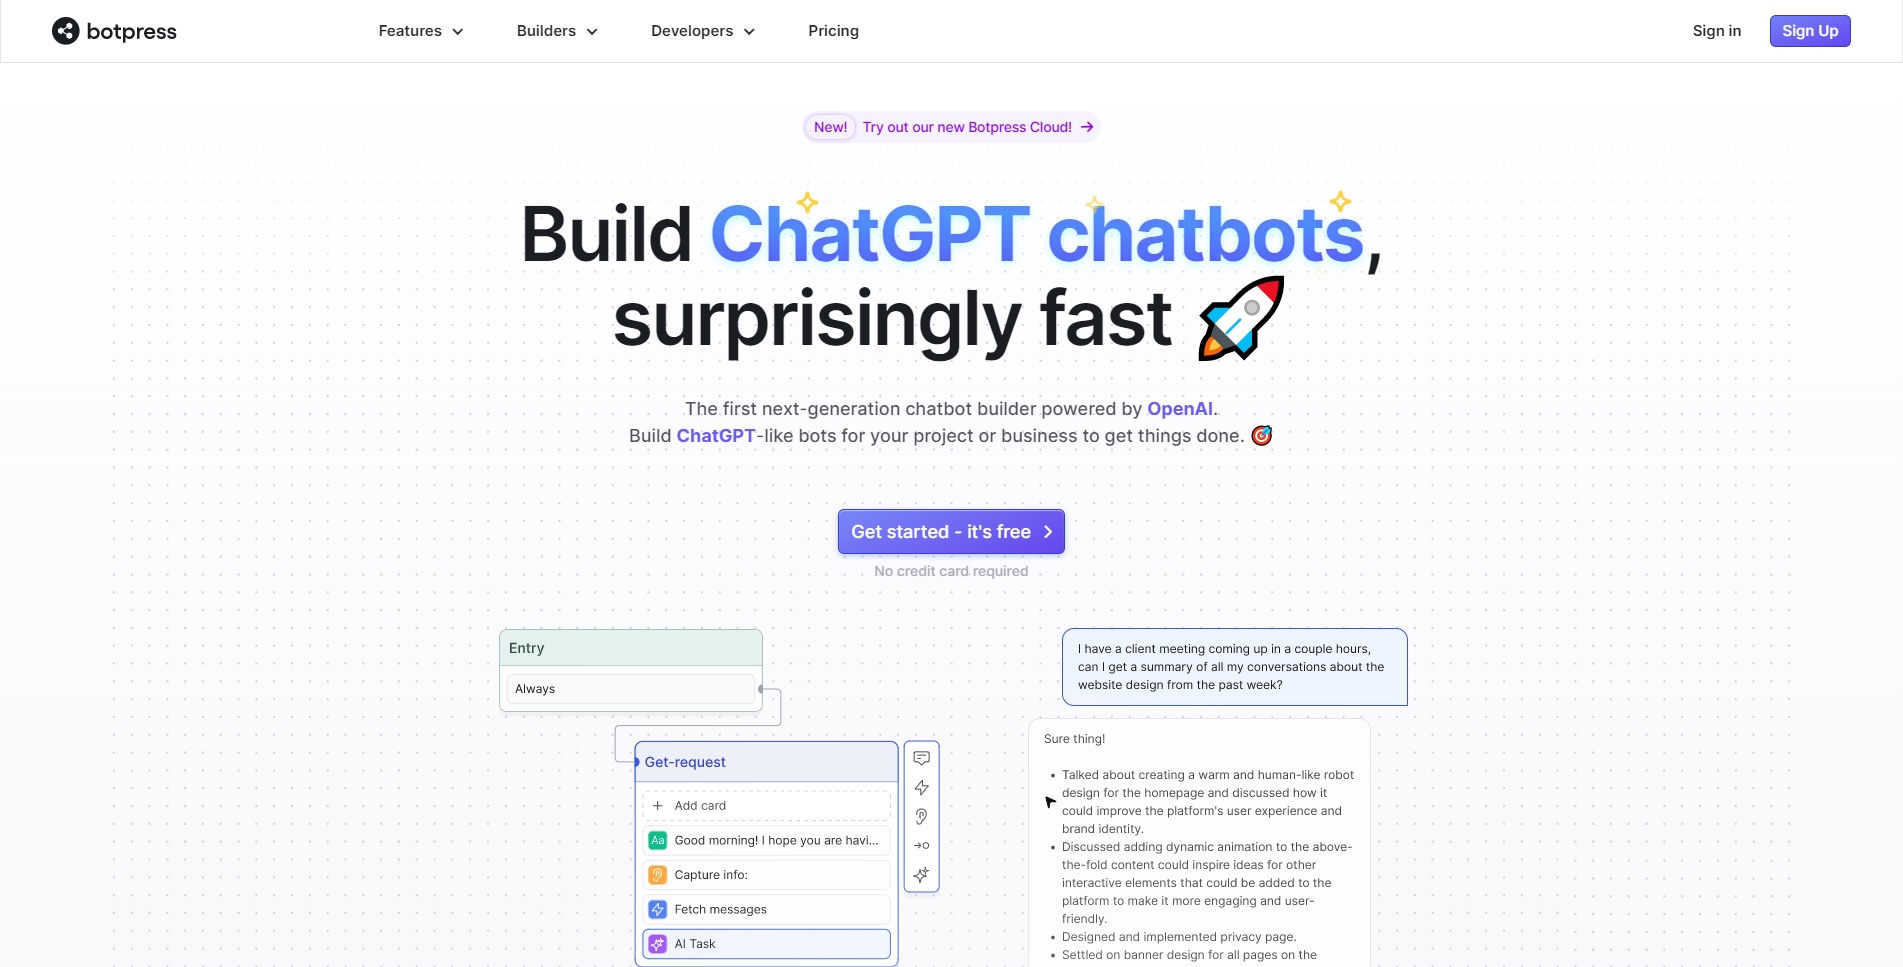 botpress
Features
Builders
Developers
Pricing
Sign in
Sign Up
New! Try out our new Botpress Cloud!
Build ChatGPT chatbots,
surprisingly fast
The first next-generation chatbot builder powered by OpenAI.
Build ChatGPT-like bots for your project or business to get things done.
Get started - it's free
No credit card required
Entry
Always
Get-request
Add card
Aa Good morning! I hope you are havi...
Capture info:
Fetch messages
AI Task
I have a client meeting coming up in a couple hours,
can I get a summary of all my conversations about the
website design from the past week?
Sure thing!
• Talked about creating a warm and human-like robot
design for the homepage and discussed how it
could improve the platform's user experience and
brand identity.
• Discussed adding dynamic animation to the above-
the-fold content could inspire ideas for other
interactive elements that could be added to the
platform to make it more engaging and user-
friendly.
• Designed and implemented privacy page.
• Settled on banner design for all pages on the